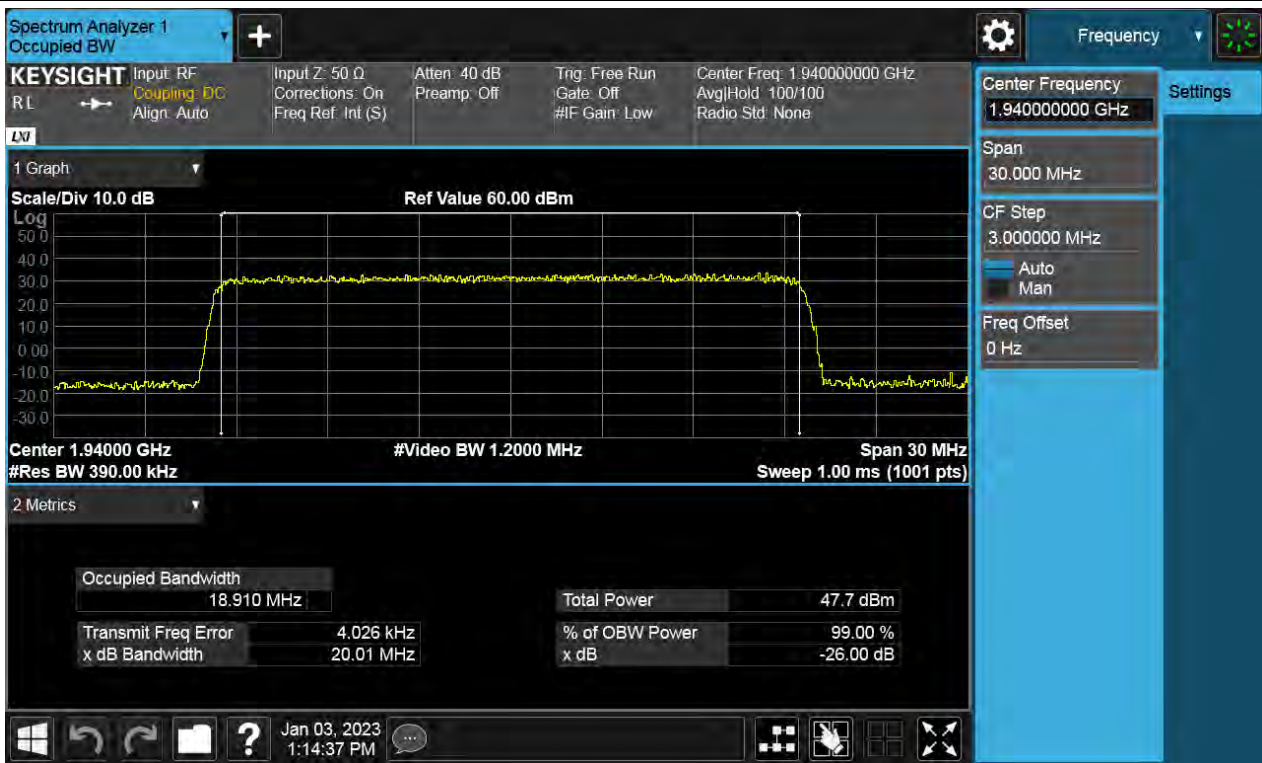 Spectrum Analyzer 1
Occupied BW
+
Frequency
KEYSIGHT
R L
LXI
Input: RF
Coupling: DC
Align: Auto
Input Z: 50 Ω
Corrections: On
Freq Ref: Int (S)
Atten: 40 dB
Preamp: Off
Trig: Free Run
Gate: Off
#IF Gain: Low
Center Freq: 1.940000000 GHz
Avg|Hold: 100/100
Radio Std: None
Center Frequency
1.940000000 GHz
Settings
Span
30.000 MHz
CF Step
3.000000 MHz
Auto
Man
Freq Offset
0 Hz
1 Graph
Scale/Div 10.0 dB
Ref Value 60.00 dBm
Log
50.0
40.0
30.0
20.0
10.0
0.00
-10.0
-20.0
-30.0
Center 1.94000 GHz
#Video BW 1.2000 MHz
Span 30 MHz
#Res BW 390.00 kHz
Sweep 1.00 ms (1001 pts)
2 Metrics
Occupied Bandwidth
18.910 MHz
Total Power 47.7 dBm
Transmit Freq Error 4.026 kHz
% of OBW Power 99.00 %
x dB Bandwidth 20.01 MHz
x dB -26.00 dB
?
Jan 03, 2023
1:14:37 PM